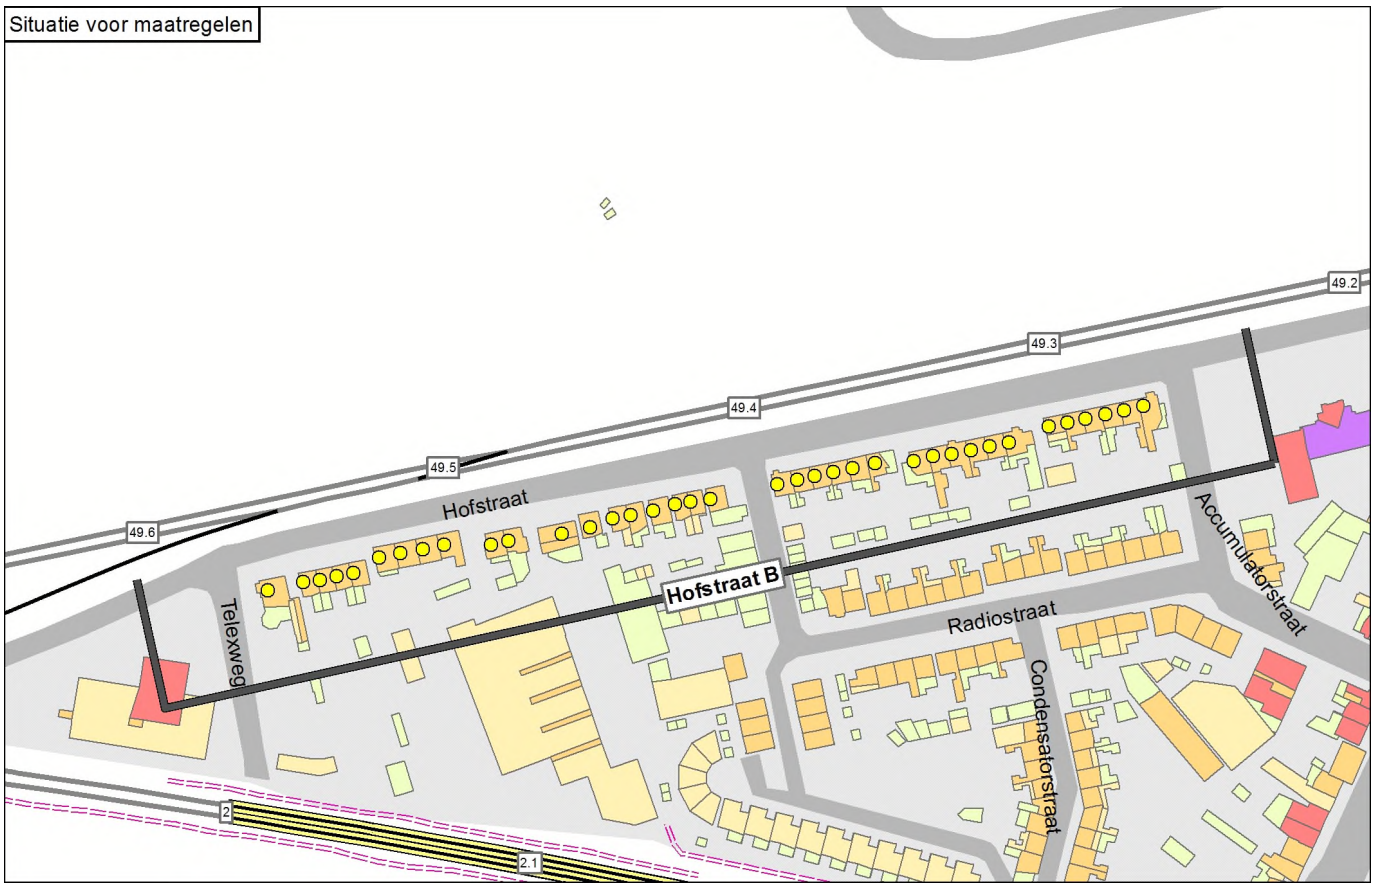 Situatie voor maatregelen
49.2
49.3
49.4
49.5
Hofstraat
49.6
Accumulatorstraat
Hofstraat B
Telexweg
Radiostraat
Condensatorstraat
2
2.1